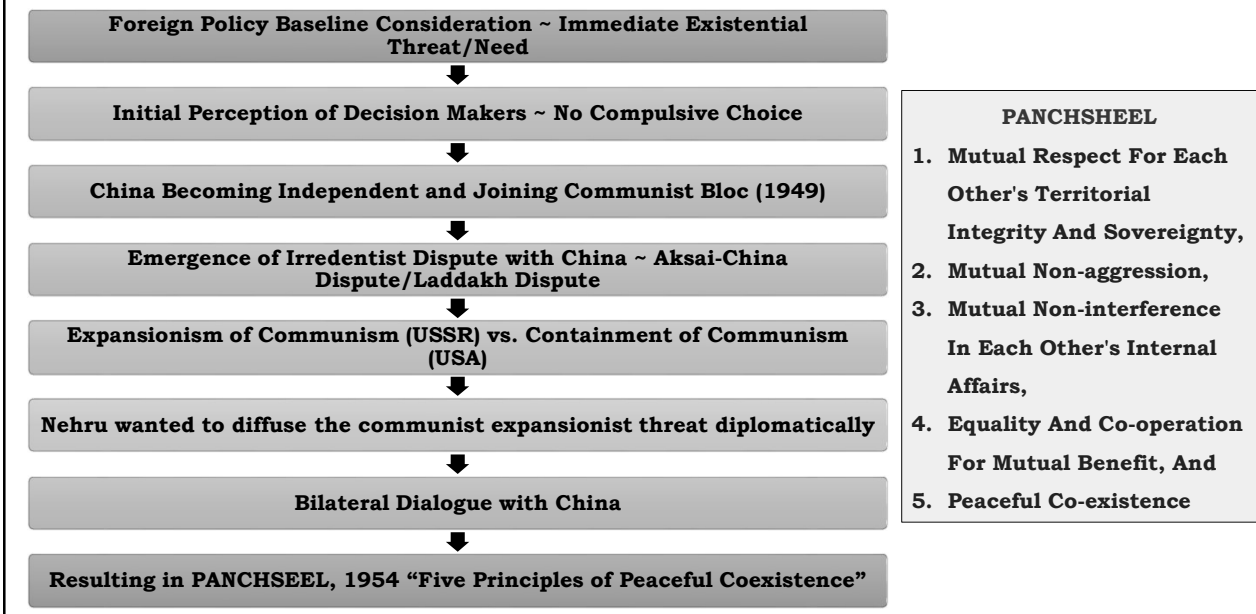 Foreign Policy Baseline Consideration ~ Immediate Existential
Threat/Need
Initial Perception of Decision Makers ~ No Compulsive Choice
China Becoming Independent and Joining Communist Bloc (1949)
Emergence of Irredentist Dispute with China ~ Aksai-China
Dispute/Laddakh Dispute
Expansionism of Communism (USSR) vs. Containment of Communism
(USA)
Nehru wanted to diffuse the communist expansionist threat diplomatically
Bilateral Dialogue with China
Resulting in PANCHSEEL, 1954 “Five Principles of Peaceful Coexistence”
PANCHSHEEL
1. Mutual Respect For Each
Other's Territorial
Integrity And Sovereignty,
2. Mutual Non-aggression,
3. Mutual Non-interference
In Each Other's Internal
Affairs,
4. Equality And Co-operation
For Mutual Benefit, And
5. Peaceful Co-existence